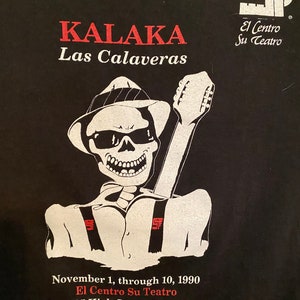 KALAKA
Las Calaveras
El Centro
Su Teatro
November 1, through 10, 1990
El Centro Su Teatro